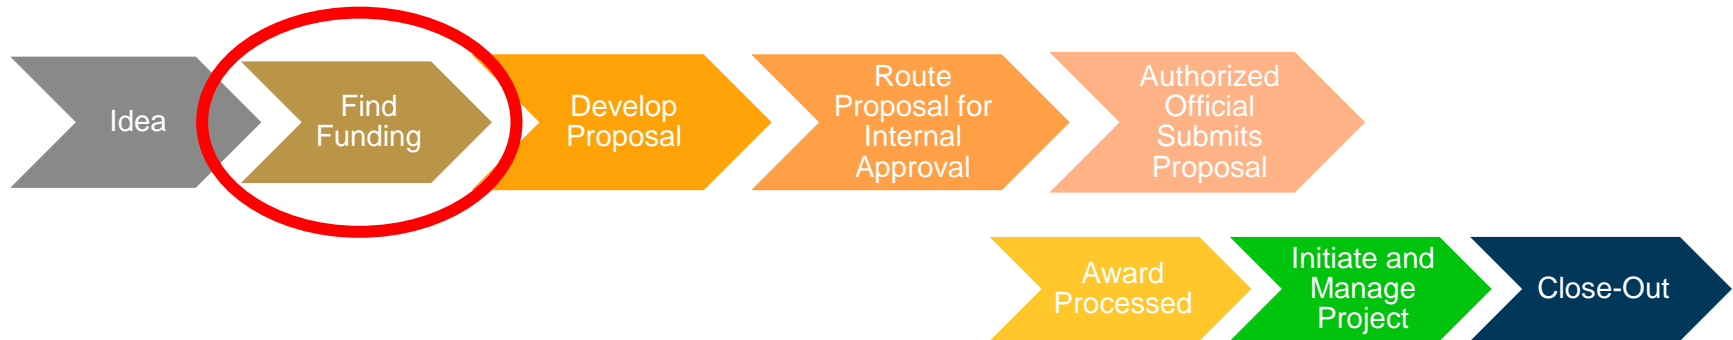 Idea
Find
Funding
Develop
Proposal
Route
Proposal for
Internal
Approval
Authorized
Official
Submits
Proposal
Award
Processed
Initiate and
Manage
Project
Close-Out